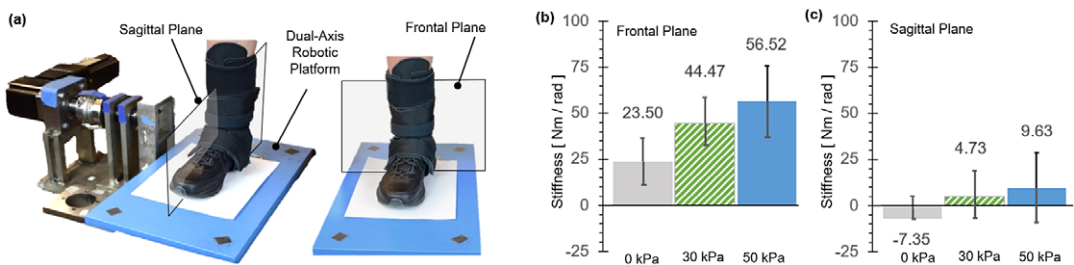 (a)
Sagittal Plane
Dual-Axis
Robotic
Platform
Frontal Plane
(b)
Stiffness [ Nm / rad ]
100
75
50
25
0
-25
Frontal Plane
23.50
44.47
56.52
0 kPa
30 kPa
50 kPa
(c)
Stiffness [ Nm / rad ]
100
75
50
25
0
-25
Sagittal Plane
-7.35
4.73
9.63
0 kPa
30 kPa
50 kPa